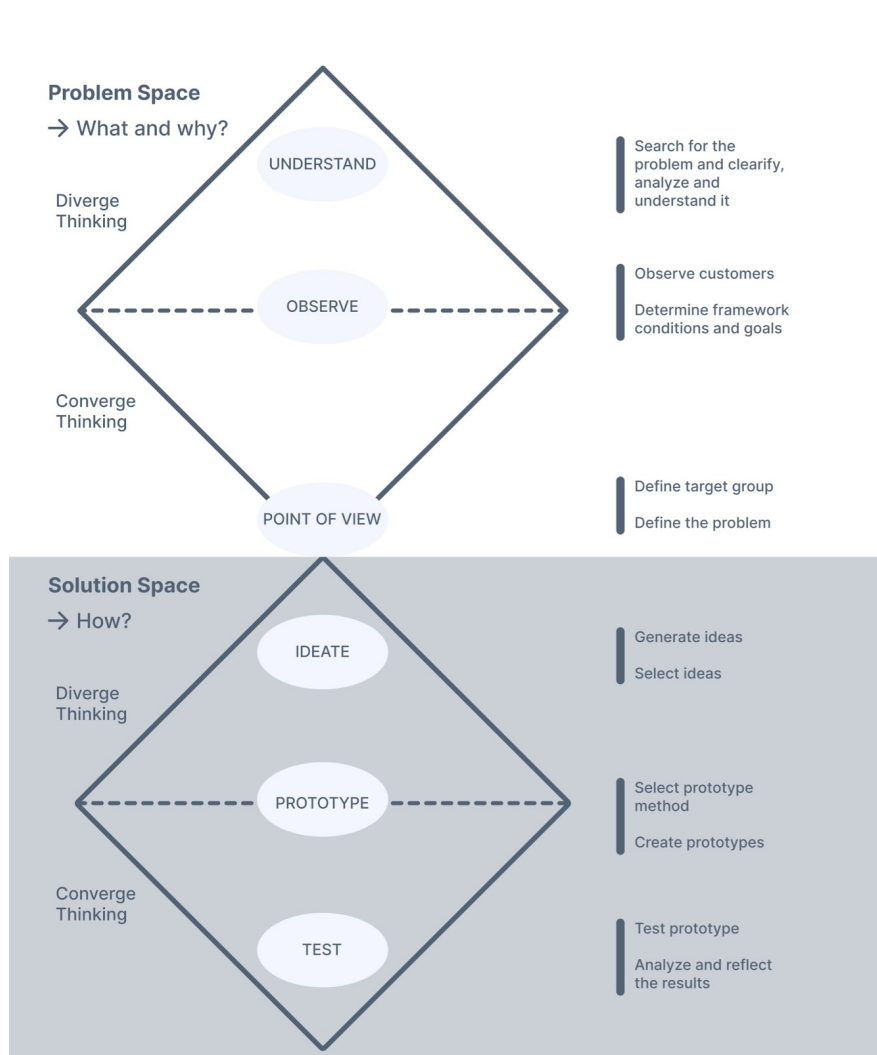 Problem Space
→ What and why?
UNDERSTAND
Search for the
problem and clearify,
analyze and
understand it
Diverge
Thinking
OBSERVE
Observe customers
Determine framework
conditions and goals
Converge
Thinking
POINT OF VIEW
Define target group
Define the problem
Solution Space
→ How?
IDEATE
Generate ideas
Select ideas
Diverge
Thinking
PROTOTYPE
Select prototype
method
Create prototypes
Converge
Thinking
TEST
Test prototype
Analyze and reflect
the results